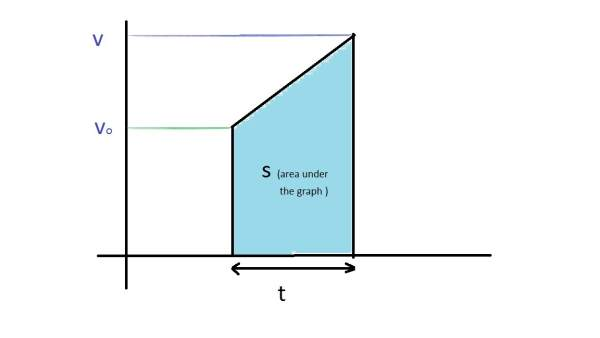 v
v₀
S (area under
the graph )
t